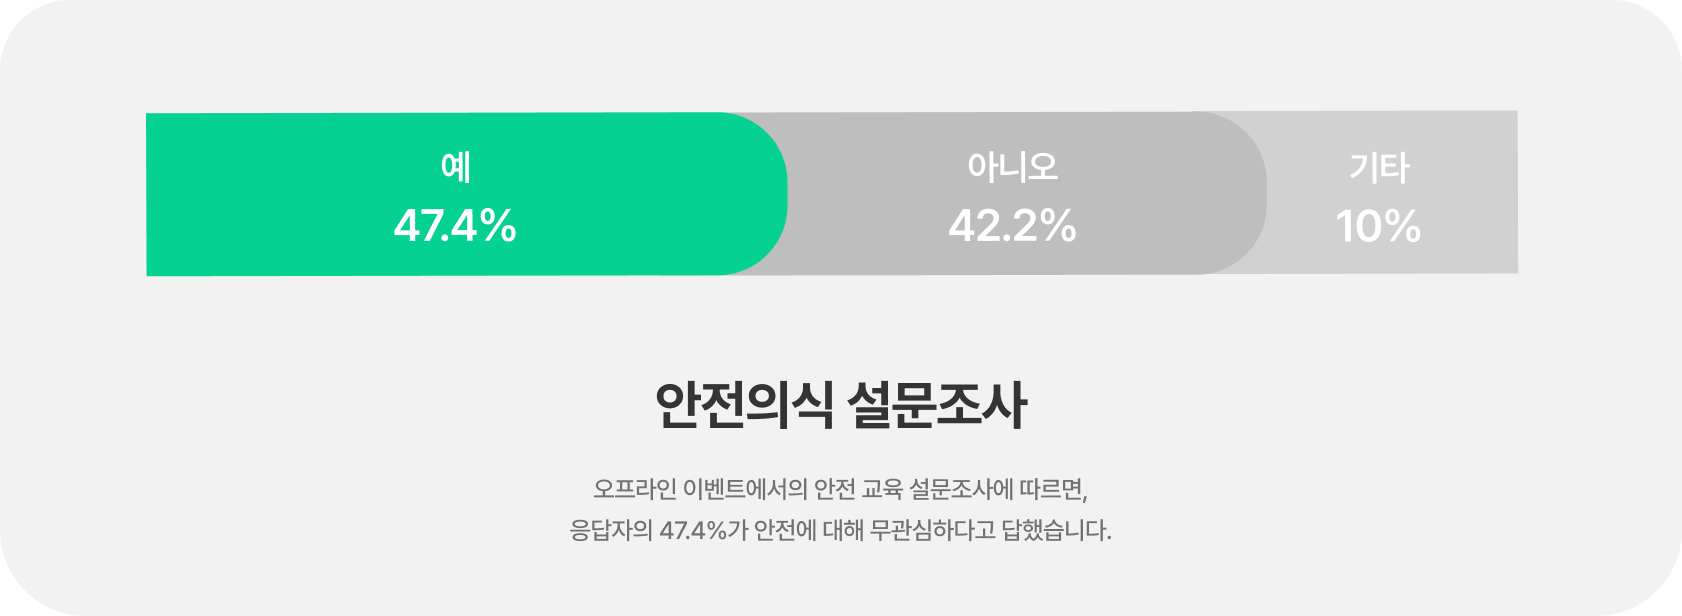 예
47.4%
아니오
42.2%
기타
10%
안전의식 설문조사
오프라인 이벤트에서의 안전 교육 설문조사에 따르면,
응답자의 47.4%가 안전에 대해 무관심하다고 답했습니다.